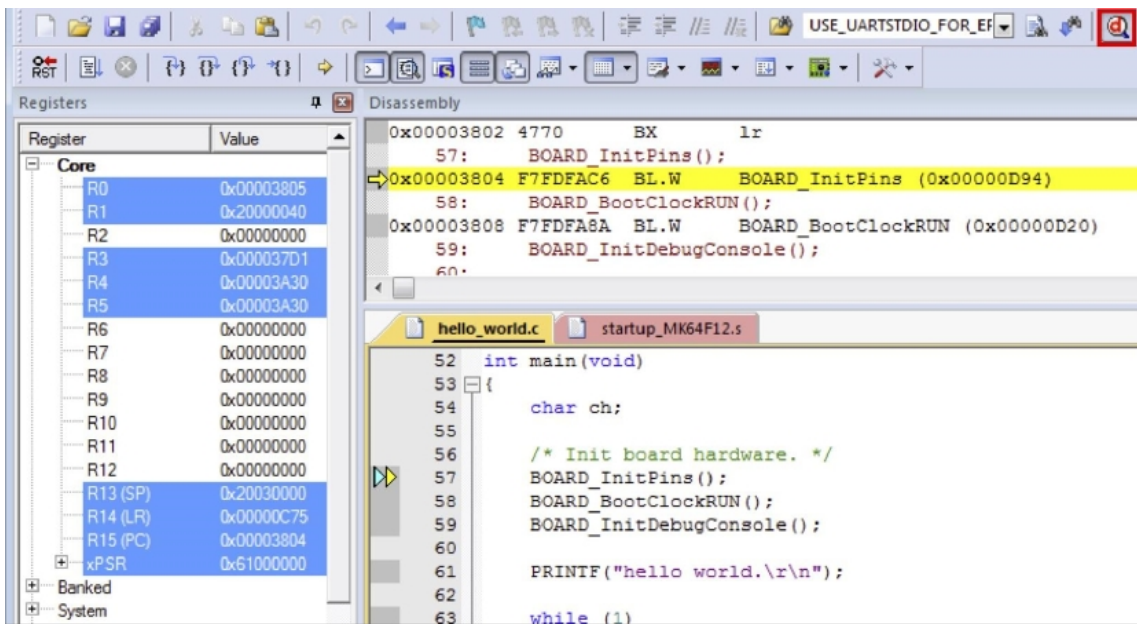 USE_UARTSTDIO_FOR_EF
RST
Registers
Register Value
Core
R0 0x00003805
R1 0x20000040
R2 0x00000000
R3 0x000037D1
R4 0x00003A30
R5 0x00003A30
R6 0x00000000
R7 0x00000000
R8 0x00000000
R9 0x00000000
R10 0x00000000
R11 0x00000000
R12 0x00000000
R13 (SP) 0x20030000
R14 (LR) 0x00000C75
R15 (PC) 0x00003804
xPSR 0x61000000
Banked
System
Disassembly
0x00003802 4770 BX lr
57: BOARD_InitPins();
0x00003804 F7FDFAC6 BL.W BOARD_InitPins (0x00000D94)
58: BOARD_BootClockRUN();
0x00003808 F7FDFA8A BL.W BOARD_BootClockRUN (0x00000D20)
59: BOARD_InitDebugConsole();
60:
hello_world.c startup_MK64F12.s
52 int main(void)
53 {
54 char ch;
55
56 /* Init board hardware. */
57 BOARD_InitPins();
58 BOARD_BootClockRUN();
59 BOARD_InitDebugConsole();
60
61 PRINTF("hello world.\r\n");
62
63 while (1)